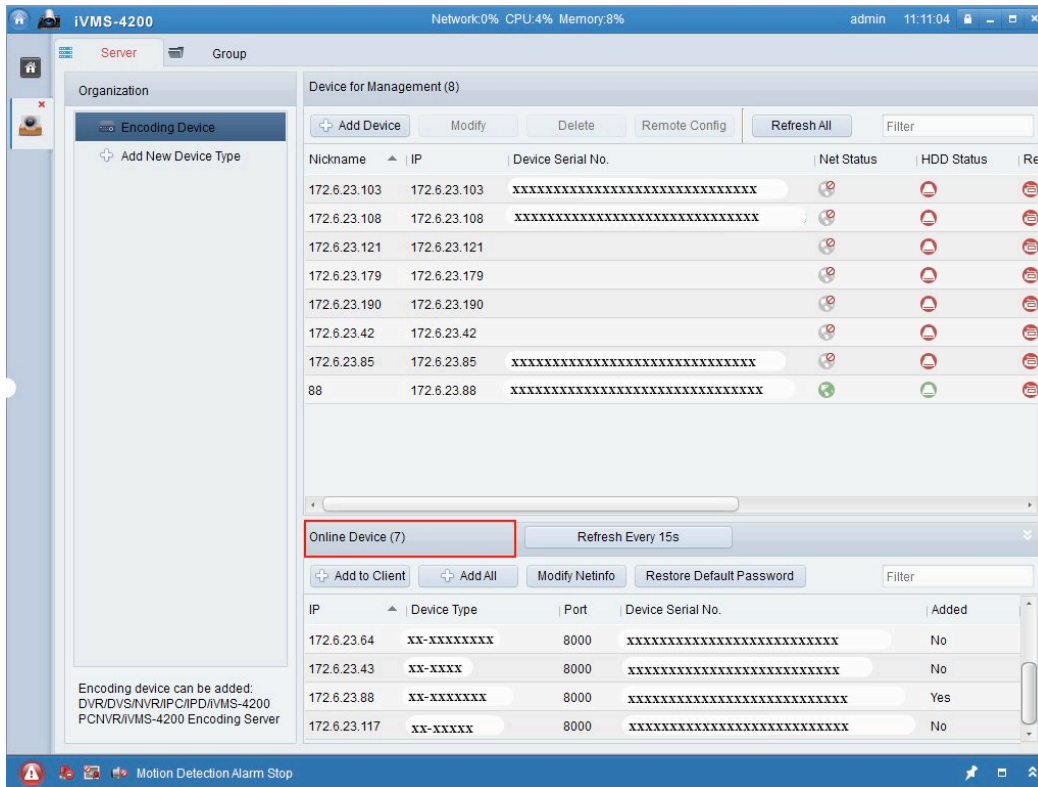 iVMS-4200 Network:0% CPU:4% Memory:8% admin 11:11:04
Server Group
Organization
Encoding Device
Add New Device Type
Encoding device can be added:
DVR/DVS/NVR/IPC/IPD/iVMS-4200
PCNVR/iVMS-4200 Encoding Server
Device for Management (8)
Add Device Modify Delete Remote Config Refresh All Filter
Nickname IP Device Serial No. Net Status HDD Status Re
172.6.23.103 172.6.23.103 xxxxxxxxxxxxxxxxxxxxxxxxxxxxxx
172.6.23.108 172.6.23.108 xxxxxxxxxxxxxxxxxxxxxxxxxxxxxx
172.6.23.121 172.6.23.121
172.6.23.179 172.6.23.179
172.6.23.190 172.6.23.190
172.6.23.42 172.6.23.42
172.6.23.85 172.6.23.85 xxxxxxxxxxxxxxxxxxxxxxxxxxxxxx
88 172.6.23.88 xxxxxxxxxxxxxxxxxxxxxxxxxxxxxxx
Online Device (7) Refresh Every 15s
Add to Client Add All Modify Netinfo Restore Default Password Filter
IP Device Type Port Device Serial No. Added
172.6.23.64 xx-xxxxxxxx 8000 xxxxxxxxxxxxxxxxxxxxxxxxxx No
172.6.23.43 xx-xxxx 8000 xxxxxxxxxxxxxxxxxxxxxxxxxx No
172.6.23.88 xx-xxxxxxx 8000 xxxxxxxxxxxxxxxxxxxxxxxxxxx Yes
172.6.23.117 xx-xxxxx 8000 xxxxxxxxxxxxxxxxxxxxxxxxxxx No
Motion Detection Alarm Stop